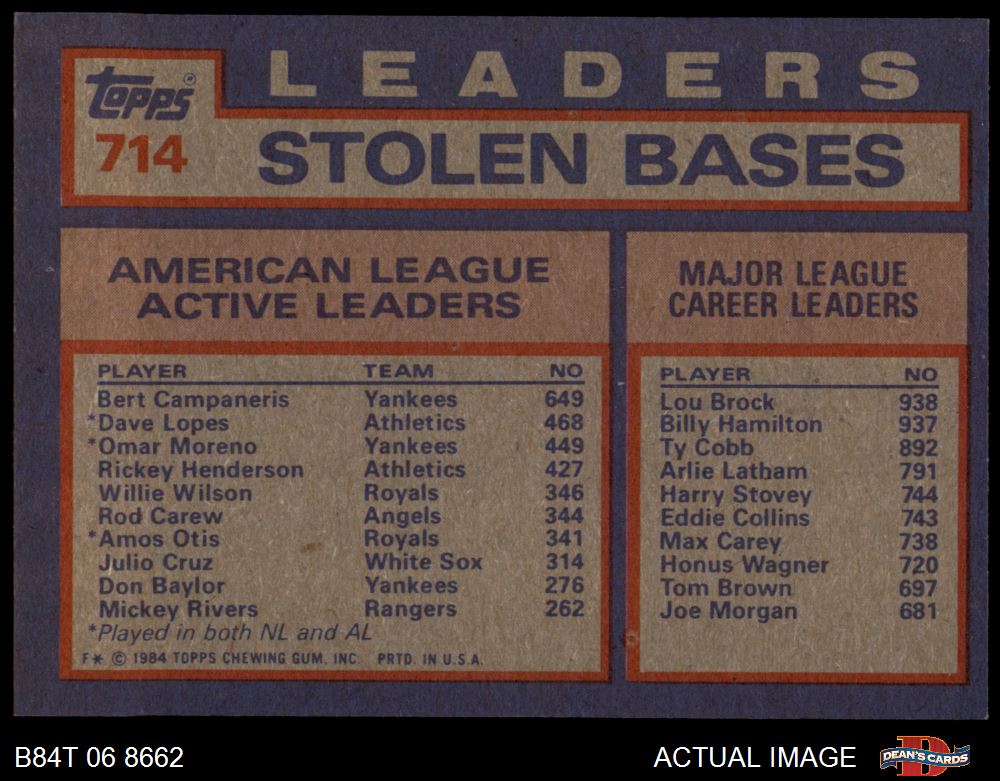 LEADERS
Topps®
714
STOLEN BASES
AMERICAN LEAGUE
ACTIVE LEADERS
PLAYER TEAM NO
Bert Campaneris Yankees 649
*Dave Lopes Athletics 468
*Omar Moreno Yankees 449
Rickey Henderson Athletics 427
Willie Wilson Royals 346
Rod Carew Angels 344
*Amos Otis Royals 341
Julio Cruz White Sox 314
Don Baylor Yankees 276
Mickey Rivers Rangers 262
*Played in both NL and AL
F* © 1984 TOPPS CHEWING GUM, INC. PRTD. IN U.S.A.
MAJOR LEAGUE
CAREER LEADERS
PLAYER NO
Lou Brock 938
Billy Hamilton 937
Ty Cobb 892
Arlie Latham 791
Harry Stovey 744
Eddie Collins 743
Max Carey 738
Honus Wagner 720
Tom Brown 697
Joe Morgan 681
B84T 06 8662
ACTUAL IMAGE
DEAN'S CARDS